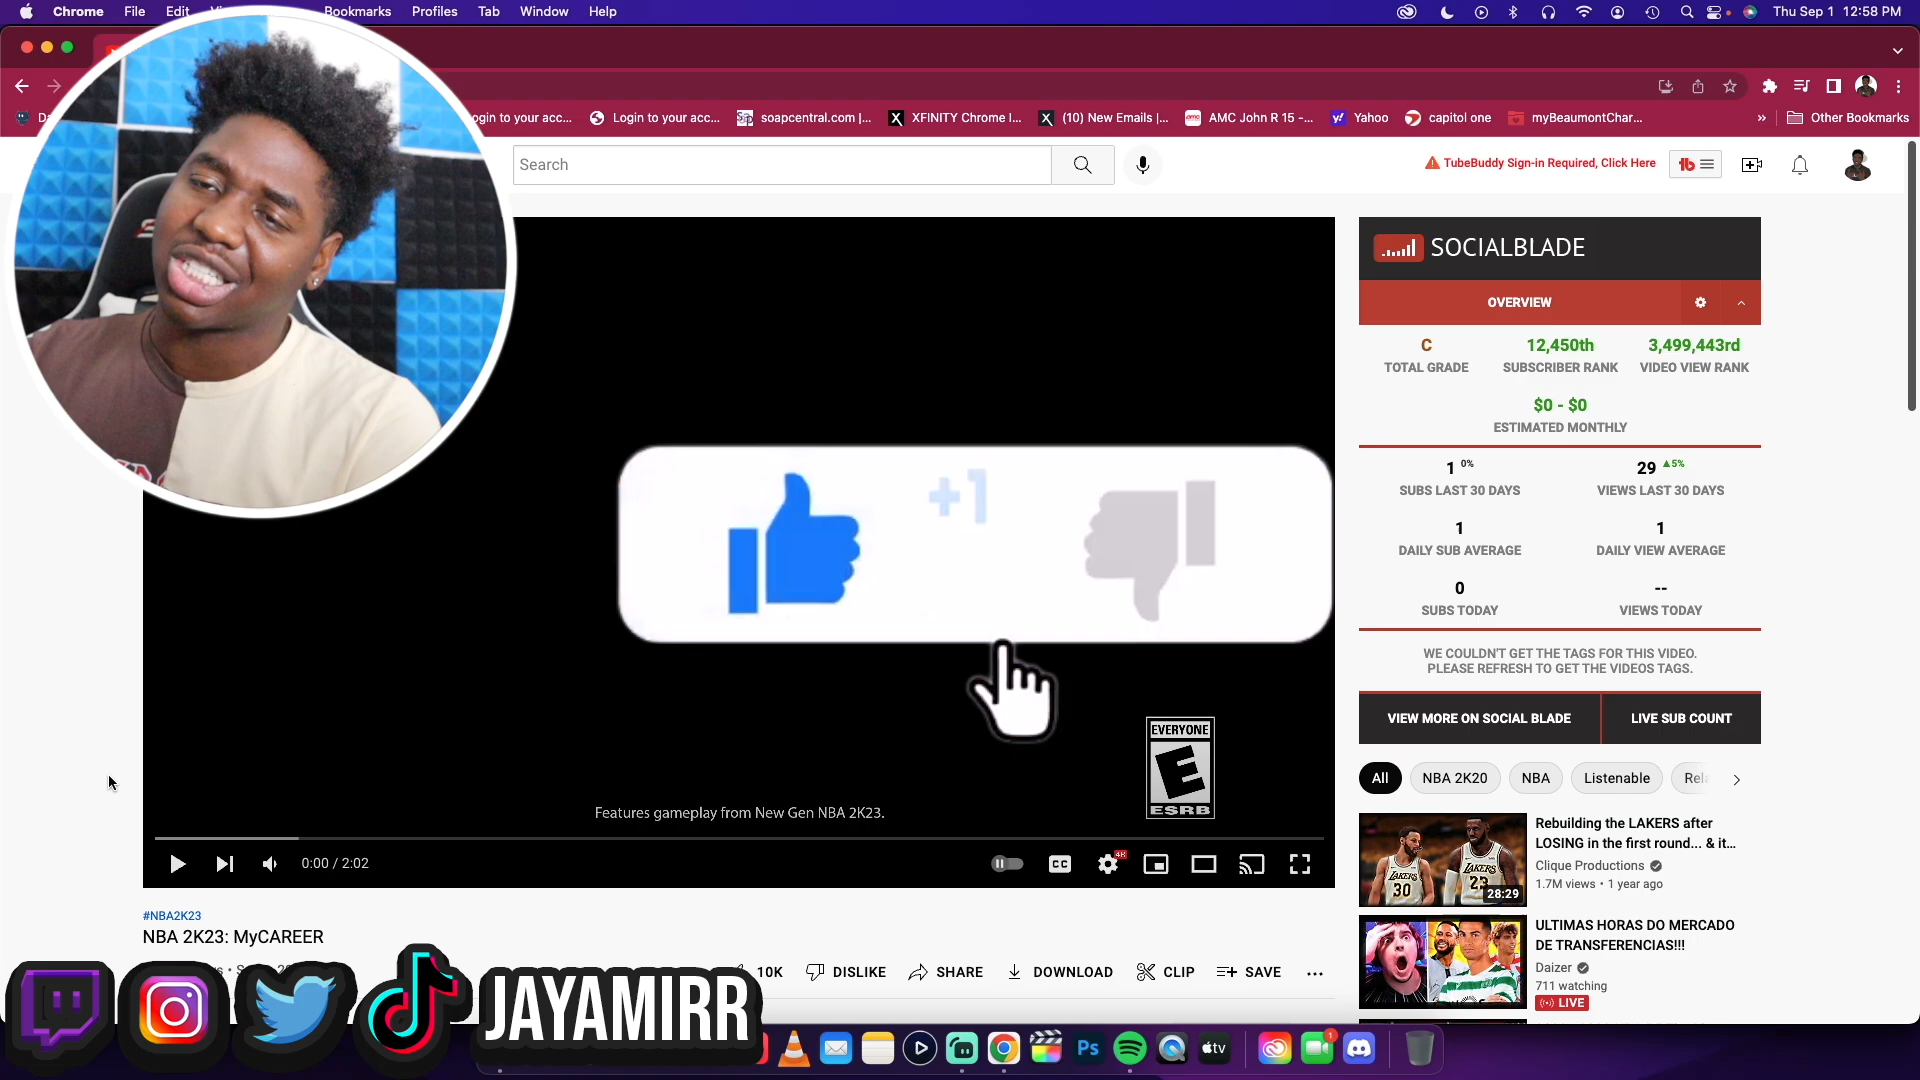 Chrome File Edit
Bookmarks Profiles Tab Window Help
Thu Sep 1 12:58 PM
ogin to your acc...
Login to your acc...
soapcentral.com |...
XFINITY Chrome I...
(10) New Emails |...
AMC John R 15 -...
Yahoo
capitol one
myBeaumontChar...
»
Other Bookmarks
Search
TubeBuddy Sign-in Required, Click Here
SOCIALBLADE
OVERVIEW
C
TOTAL GRADE
12,450th
SUBSCRIBER RANK
3,499,443rd
VIDEO VIEW RANK
$0 - $0
ESTIMATED MONTHLY
1 0%
SUBS LAST 30 DAYS
29 ▲5%
VIEWS LAST 30 DAYS
1
DAILY SUB AVERAGE
1
DAILY VIEW AVERAGE
0
SUBS TODAY
--
VIEWS TODAY
WE COULDN'T GET THE TAGS FOR THIS VIDEO.
PLEASE REFRESH TO GET THE VIDEOS TAGS.
VIEW MORE ON SOCIAL BLADE
LIVE SUB COUNT
+1
EVERYONE
E
ESRB
Features gameplay from New Gen NBA 2K23.
0:00 / 2:02
CC
4K
All
NBA 2K20
NBA
Listenable
Rebuilding the LAKERS after
LOSING in the first round... & it...
Clique Productions
1.7M views • 1 year ago
LAKERS
30
LAKERS
23
28:29
ULTIMAS HORAS DO MERCADO
DE TRANSFERENCIAS!!!
Daizer
711 watching
LIVE
#NBA2K23
NBA 2K23: MyCAREER
10K
DISLIKE
SHARE
DOWNLOAD
CLIP
SAVE
...
JAYAMIRR
Ps
tv
1